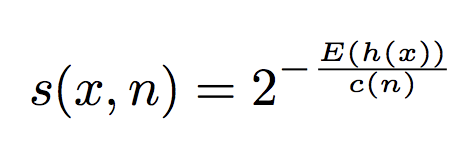 s(x, n) = 2^{-\frac{E(h(x))}{c(n)}}